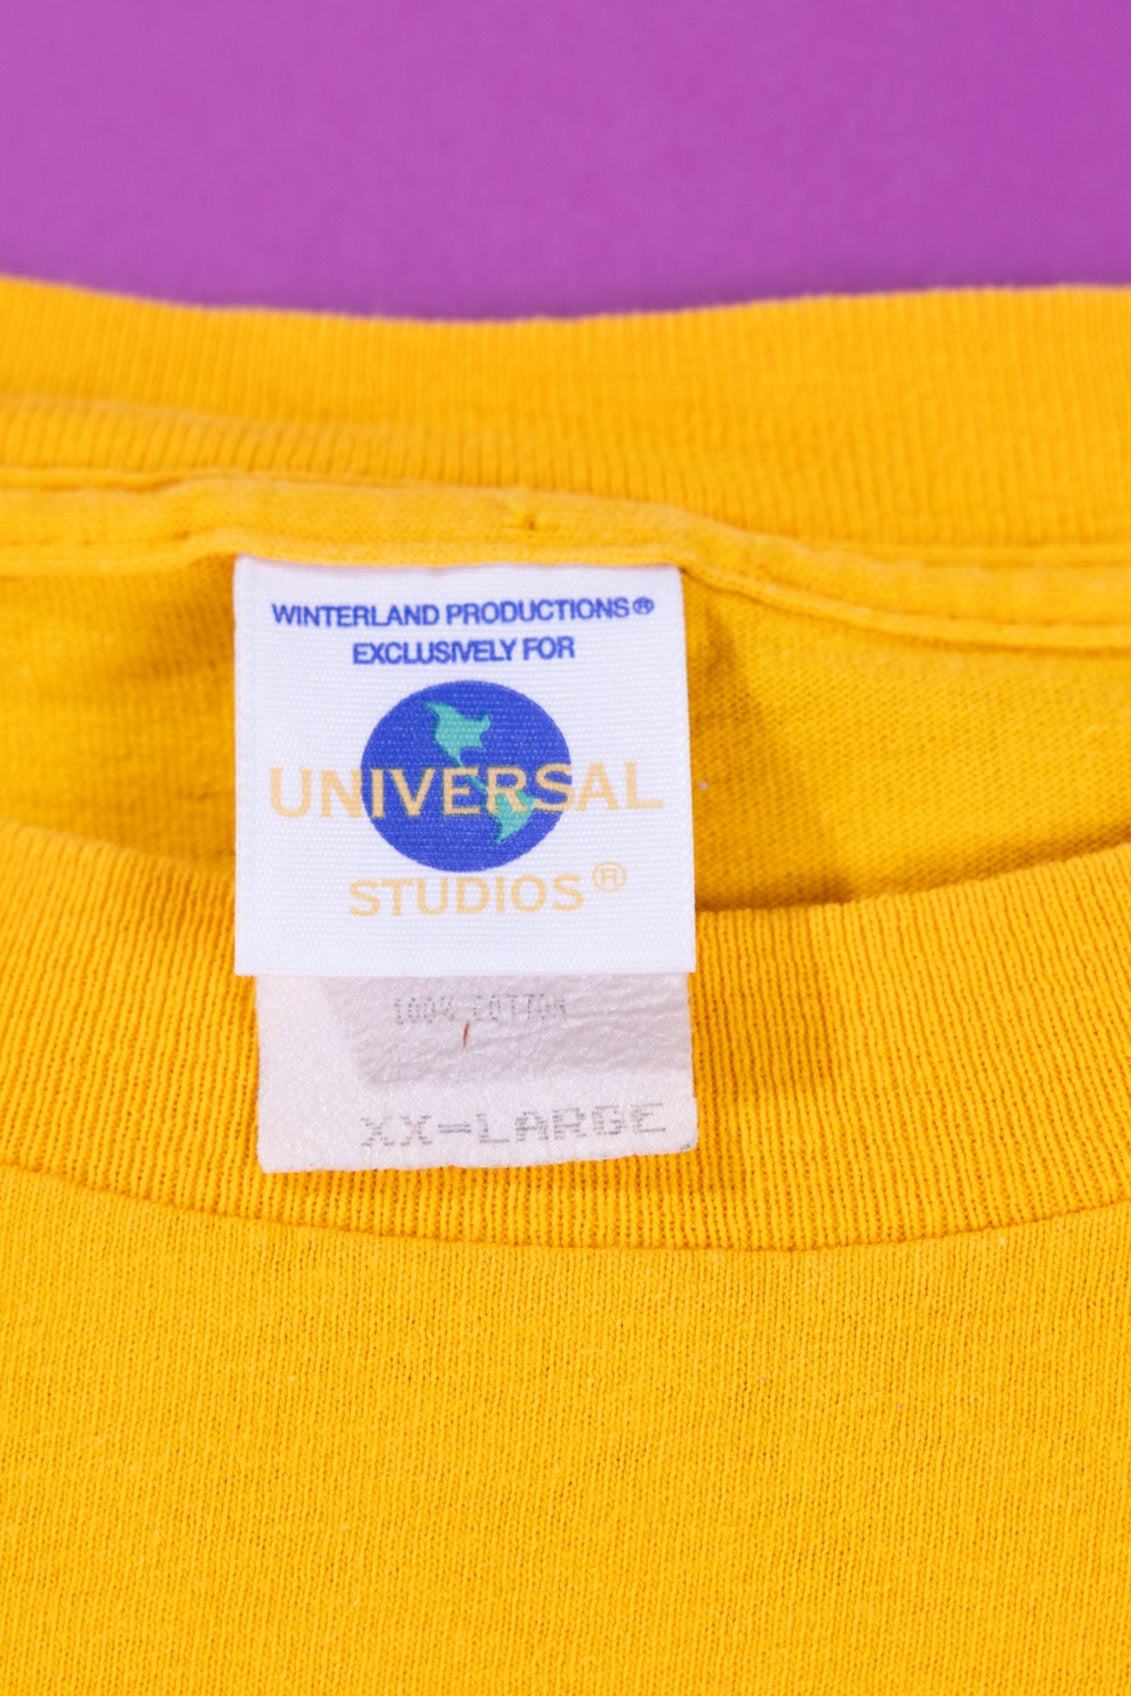 WINTERLAND PRODUCTIONS®
EXCLUSIVELY FOR
UNIVERSAL
STUDIOS®
100% COTTON
XX-LARGE